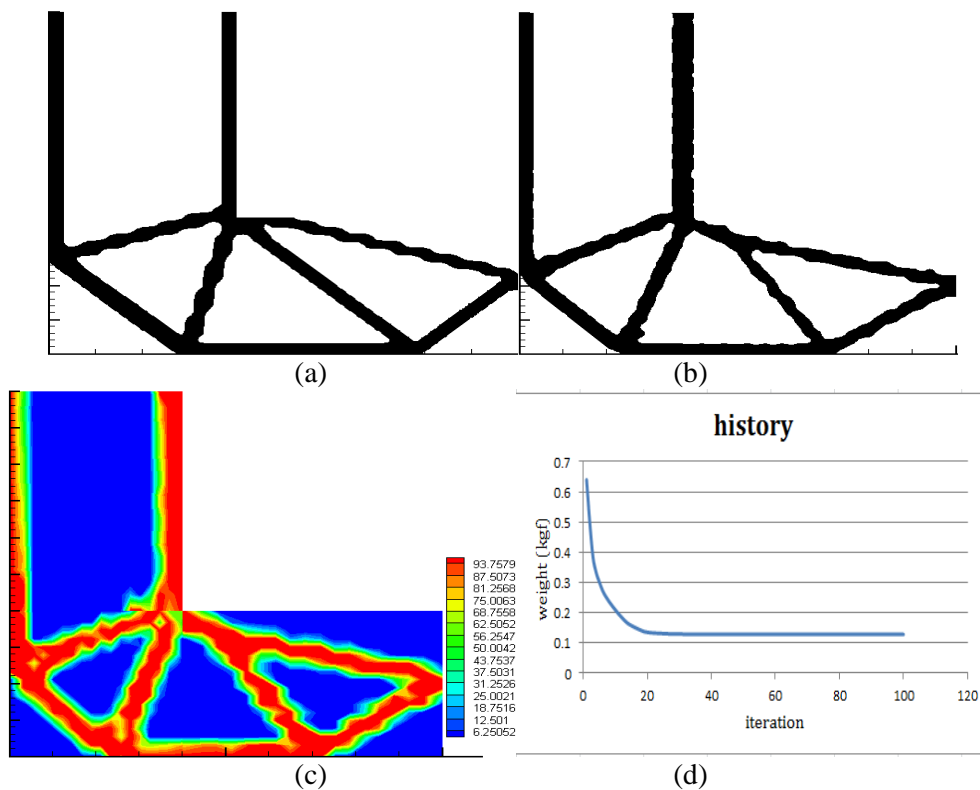 (a)
(b)
93.7579
87.5073
81.2568
75.0063
68.7558
62.5052
56.2547
50.0042
43.7537
37.5031
31.2526
25.0021
18.7516
12.501
6.25052
(c)
history
0.7
0.6
0.5
0.4
0.3
0.2
0.1
0
weight (kgf)
0 20 40 60 80 100 120
iteration
(d)